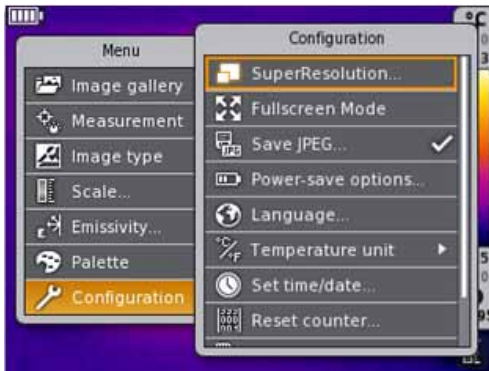 °C
Menu
Image gallery
Measurement
Image type
Scale...
Emissivity...
Palette
Configuration
Configuration
SuperResolution...
Fullscreen Mode
Save JPEG...
Power-save options...
Language...
Temperature unit
Set time/date...
Reset counter...